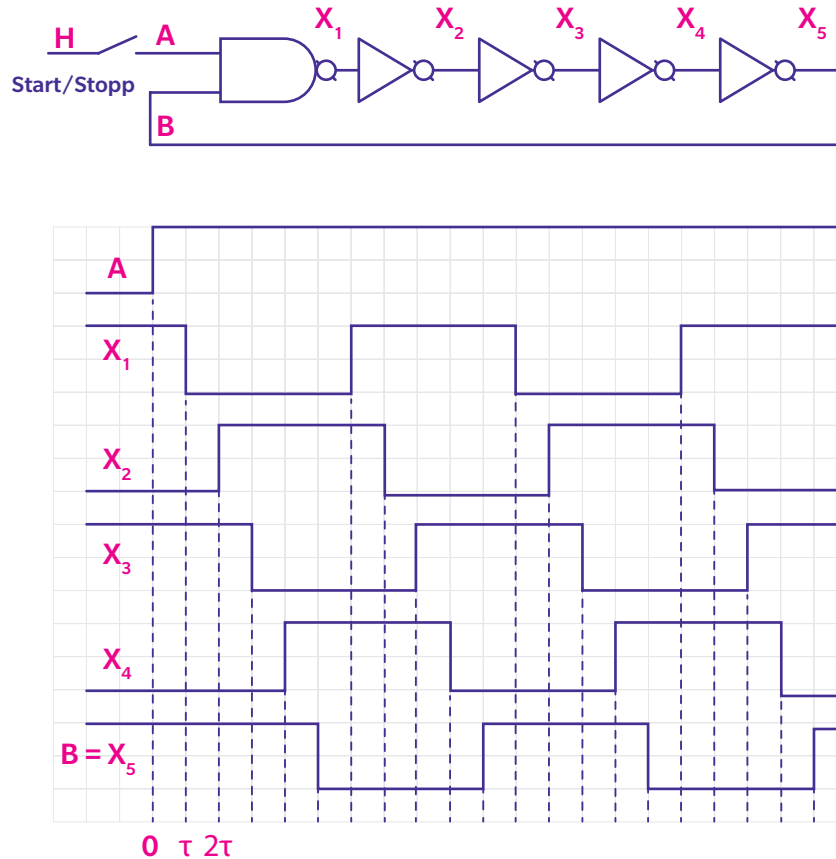 X₁ X₂ X₃ X₄ X₅
H A
Start/Stopp
B
A
X₁
X₂
X₃
X₄
B = X₅
0 τ 2τ